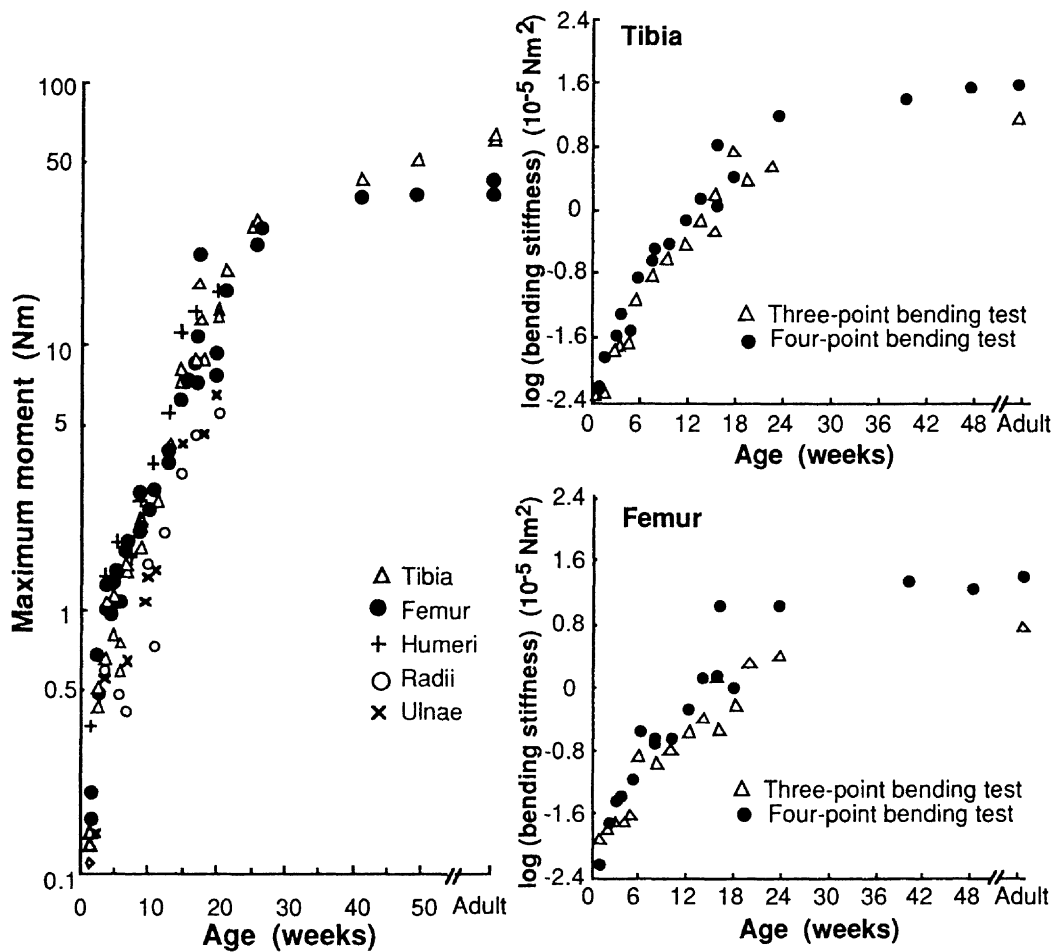 Maximum moment (Nm)
100
50
10
5
1
0.5
0.1
0
10
20
30
40
50
Adult
Age (weeks)
Tibia
Femur
Humeri
Radii
Ulnae
log (bending stiffness) (10-5 Nm2)
2.4
1.6
0.8
0
-0.8
-1.6
-2.4
Tibia
Three-point bending test
Four-point bending test
0
6
12
18
24
30
36
42
48
Adult
Age (weeks)
log (bending stiffness) (10-5 Nm2)
2.4
1.6
0.8
0
-0.8
-1.6
-2.4
Femur
Three-point bending test
Four-point bending test
0
6
12
18
24
30
36
42
48
Adult
Age (weeks)